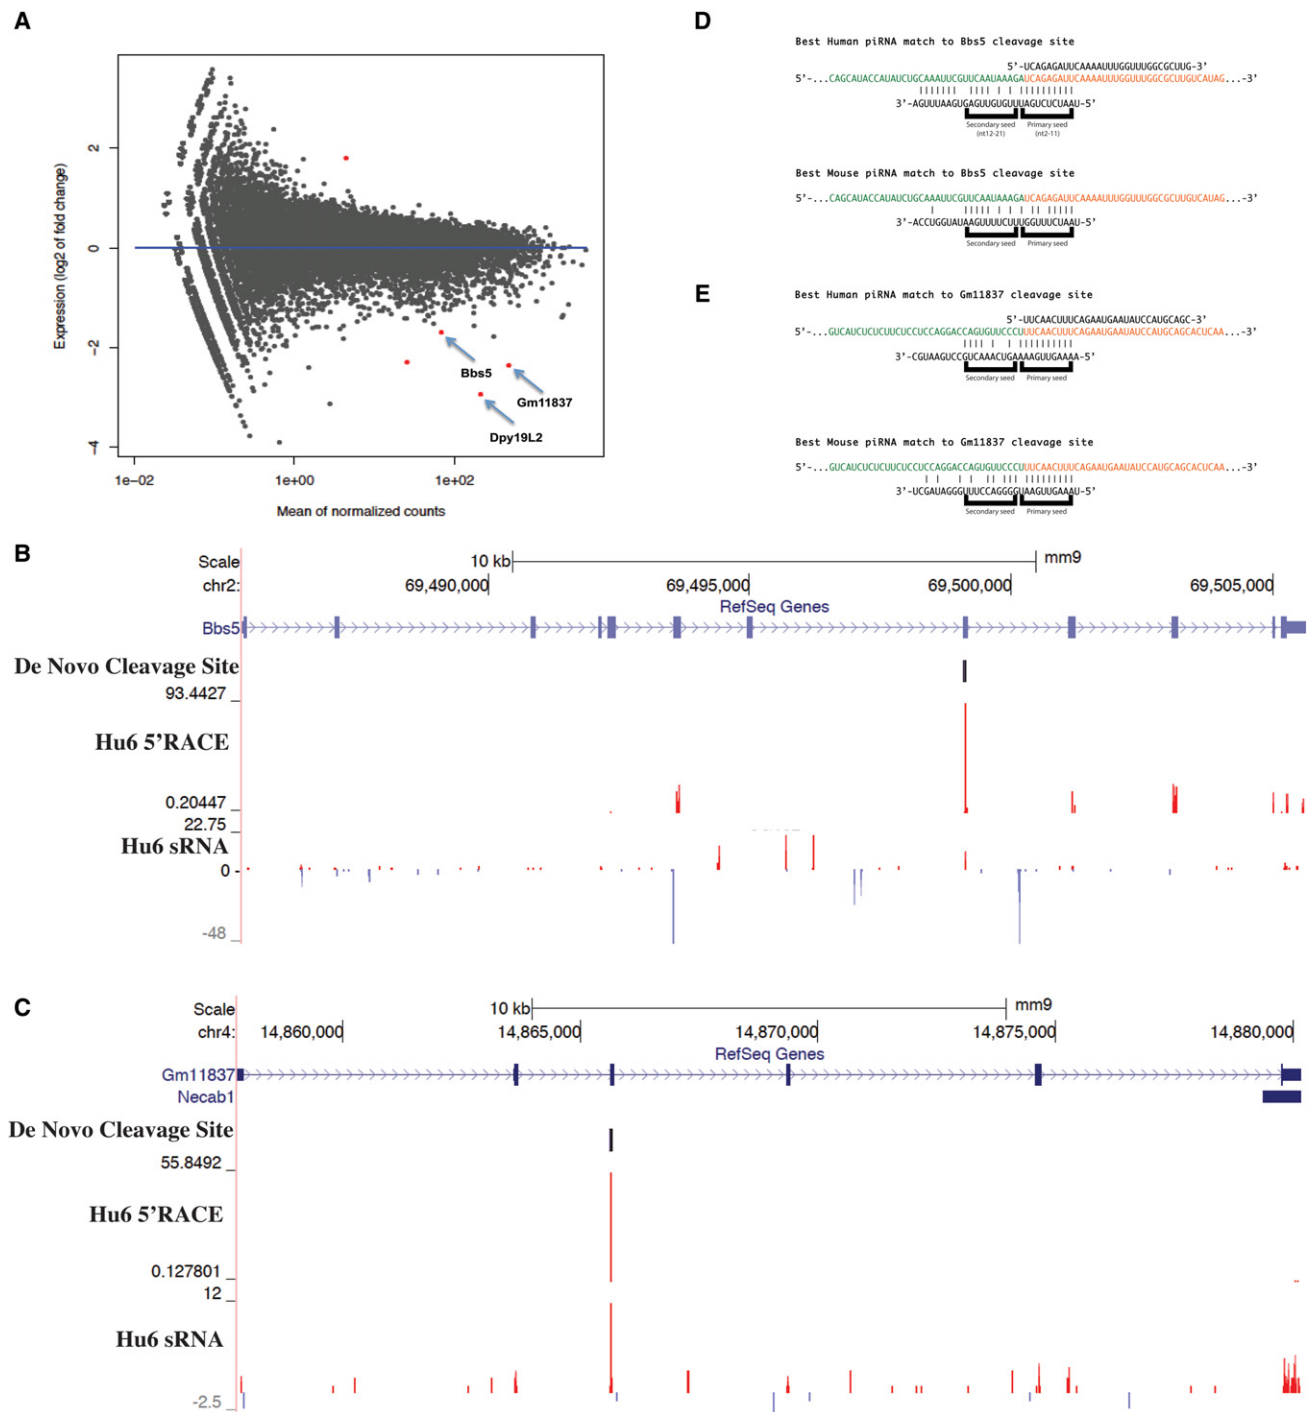 A
Expression (log2 of fold change)
2
0
-2
-4
1e-02
1e+00
1e+02
Mean of normalized counts
Bbs5
Gm11837
Dpy19L2
D
Best Human piRNA match to Bbs5 cleavage site
5'-UCAGAGAUUCAAAAUUUGGUUUGGCGCUUG-3'
5'-...CAGCAUACCAUAUCUGCAAAUUCGUUCAAUAAAGAUCAGAGAUUCAAAAUUUGGUUUGGCGCUUGUCAUAG...-3'
3'-AGUUUAAGUGAGUUGUGUUUAGUCUCUAAU-5'
Secondary seed
(nt12-21)
Primary seed
(nt2-11)
Best Mouse piRNA match to Bbs5 cleavage site
5'-...CAGCAUACCAUAUCUGCAAAUUCGUUCAAUAAAGAUCAGAGAUUCAAAAUUUGGUUUGGCGCUUGUCAUAG...-3'
3'-ACCUGGUAUAAGUUUUCUUUGGUUUCUAAU-5'
Secondary seed
Primary seed
E
Best Human piRNA match to Gm11837 cleavage site
5'-UUCAACUUUCAGAAUGAAUAUCCAUGCAGC-3'
5'-...GUCAUCUCUCUUCUCCUCCAGGACCAGUGUUCCCUUUCAACUUUCAGAAUGAAUAUCCAUGCAGCACUCAA...-3'
3'-CGUAAGUCCGUCAAACUGAAAAGUUGAAAA-5'
Secondary seed
Primary seed
Best Mouse piRNA match to Gm11837 cleavage site
5'-...GUCAUCUCUCUUCUCCUCCAGGACCAGUGUUCCCUUUCAACUUUCAGAAUGAAUAUCCAUGCAGCACUCAA...-3'
3'-UCGAUAGGGUUUCCAGGGGUAAGUUGAAAU-5'
Secondary seed
Primary seed
B
Scale
10 kb
mm9
chr2:
69,490,000
69,495,000
69,500,000
69,505,000
RefSeq Genes
Bbs5
De Novo Cleavage Site
93.4427
Hu6 5'RACE
0.20447
22.75
Hu6 sRNA
0
-48
C
Scale
10 kb
mm9
chr4:
14,860,000
14,865,000
14,870,000
14,875,000
14,880,000
RefSeq Genes
Gm11837
Necab1
De Novo Cleavage Site
55.8492
Hu6 5'RACE
0.127801
12
Hu6 sRNA
-2.5